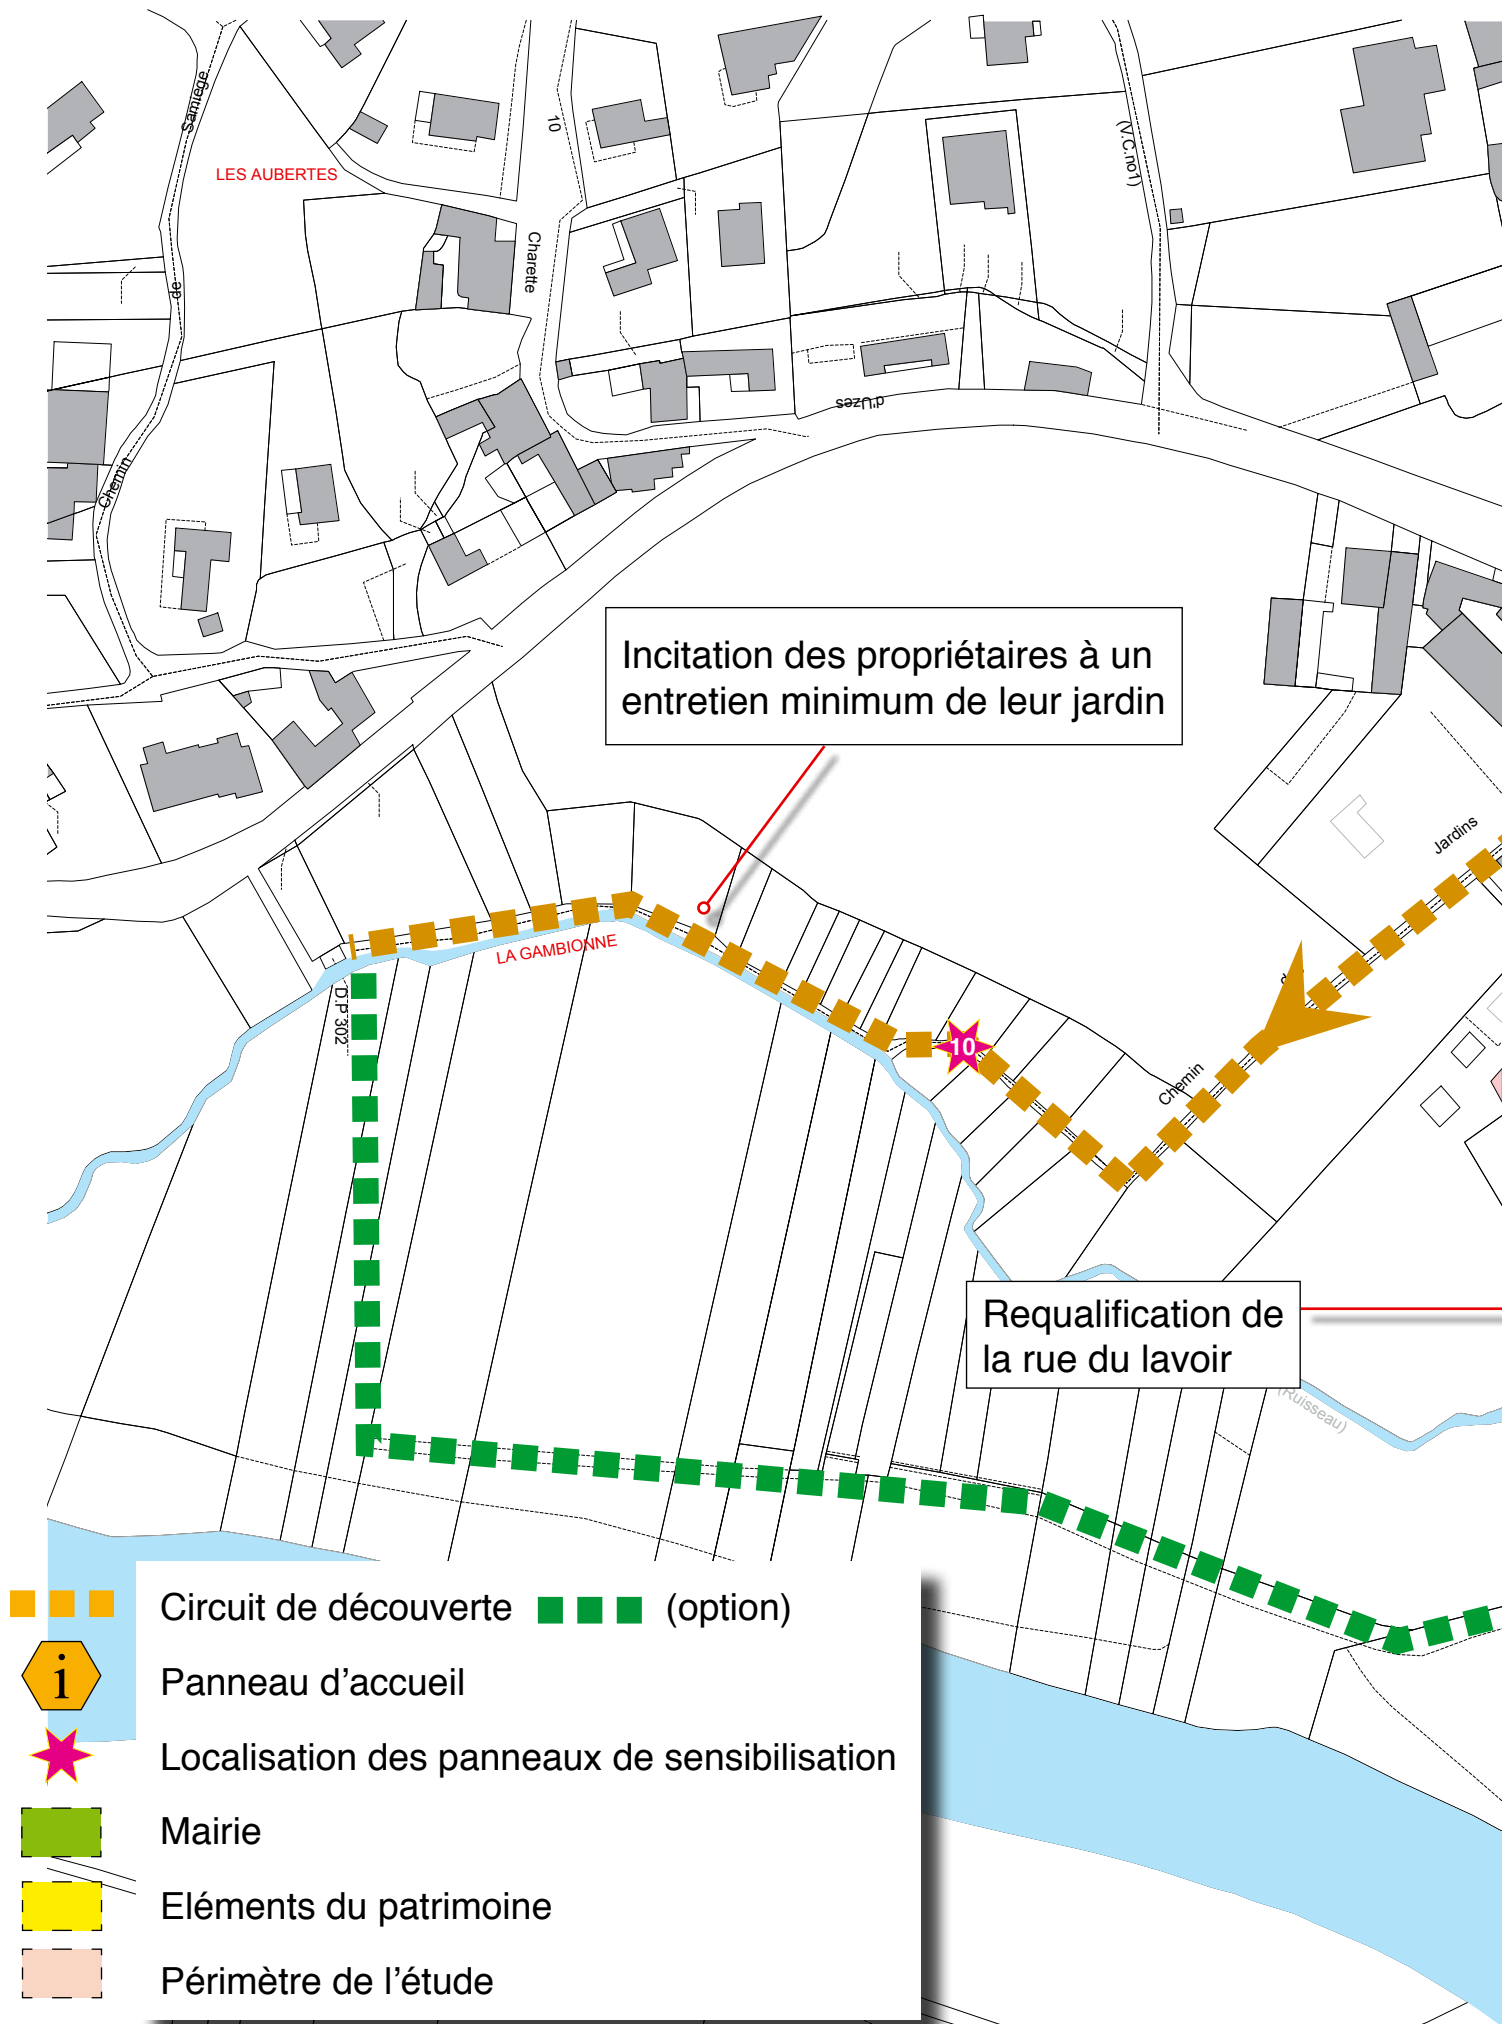 Samiege
de
Chemin
LES AUBERTES
10
Charette
(V.C.no1)
d'Uzes
Incitation des propriétaires à un
entretien minimum de leur jardin
Jardins
Chemin
LA GAMBIONNE
D.P 302
10
Requalification de
la rue du lavoir
(Ruisseau)
Circuit de découverte (option)
i
Panneau d'accueil
Localisation des panneaux de sensibilisation
Mairie
Eléments du patrimoine
Périmètre de l'étude